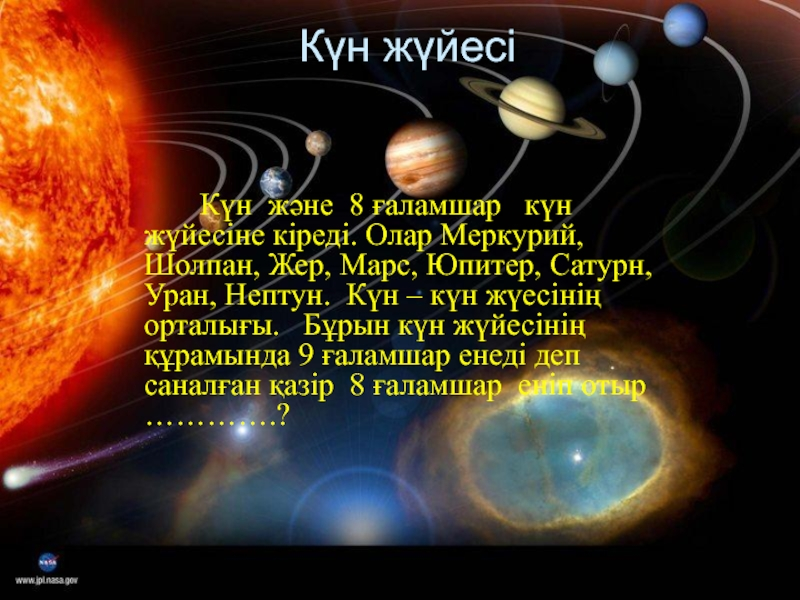 Күн жүйесі
Күн және 8 ғаламшар күн
жүйесіне кіреді. Олар Меркурий,
Шолпан, Жер, Марс, Юпитер, Сатурн,
Уран, Нептун. Күн – күн жүесінің
орталығы. Бұрын күн жүйесінің
құрамында 9 ғаламшар енеді деп
саналған қазір 8 ғаламшар еніп отыр
………….?
NASA
www.jpl.nasa.gov